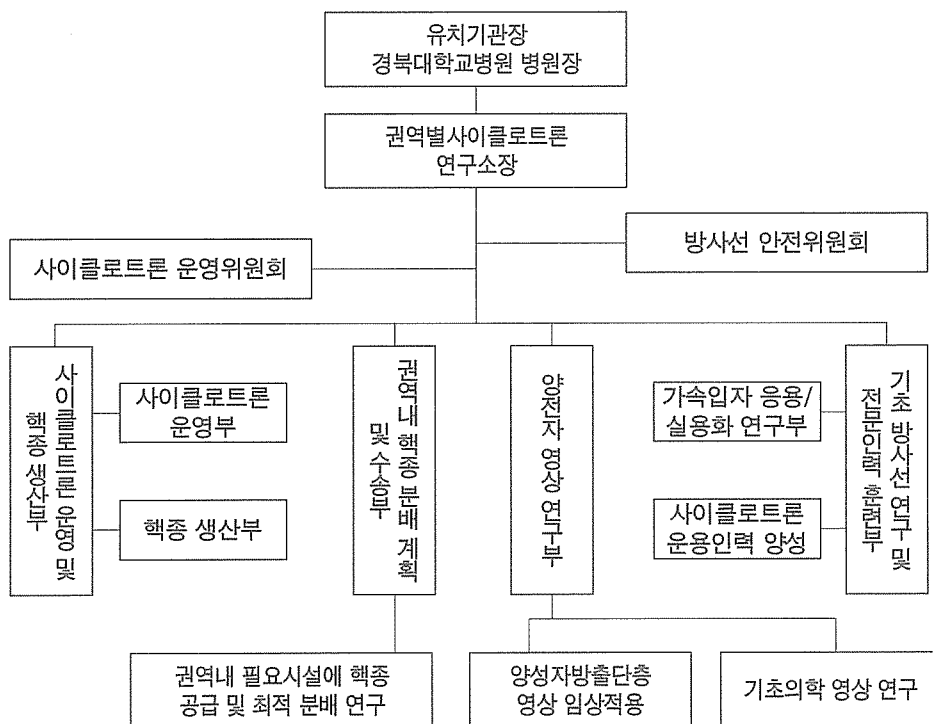 유치기관장
경북대학교병원 병원장
권역별사이클로트론
연구소장
방사선 안전위원회
사이클로트론 운영위원회
사이클로트론 운영 및
핵종 생산부
사이클로트론
운영부
핵종 생산부
권역내 핵종 분배 계획
및 수송부
양전자 영상 연구부
가속입자 응용/
실용화 연구부
사이클로트론
운용인력 양성
기초 방사선 연구 및
전문인력 훈련부
권역내 필요시설에 핵종
공급 및 최적 분배 연구
양성자방출단층
영상 임상적용
기초의학 영상 연구